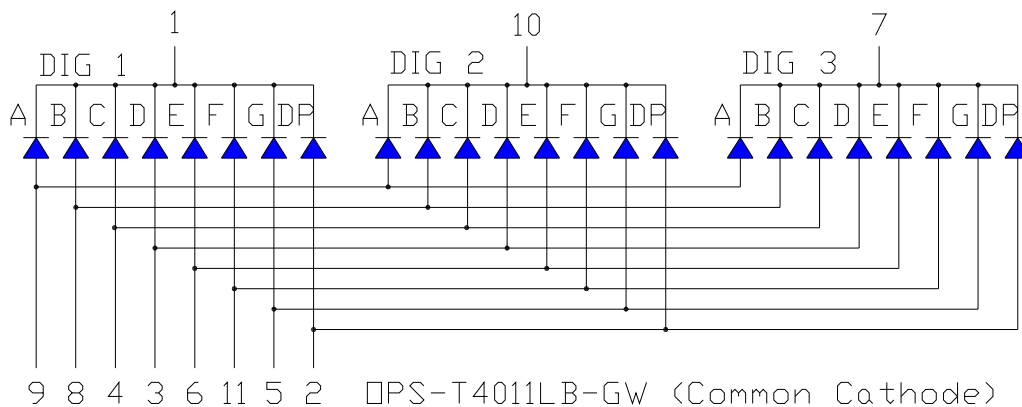 1 10 7
DIG 1 DIG 2 DIG 3
A B C D E F G DP A B C D E F G DP A B C D E F G DP
9 8 4 3 6 11 5 2 OPS-T4011LB-GW (Common Cathode)